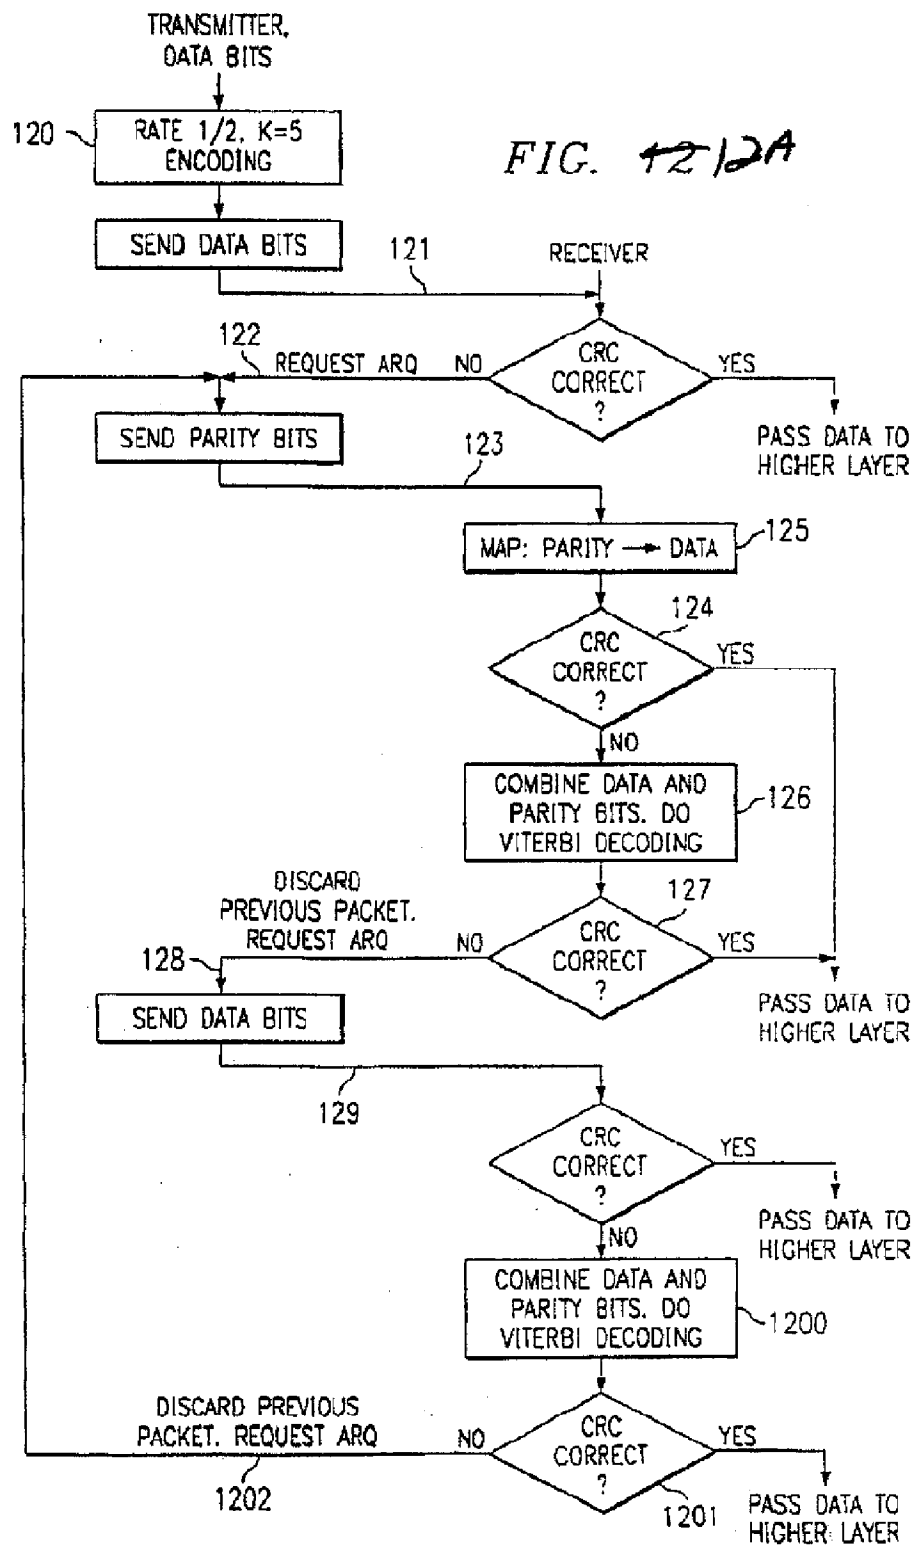 TRANSMITTER,
DATA BITS
120
RATE 1/2, K=5
ENCODING
FIG. 12 12A
SEND DATA BITS
121
RECEIVER
122
REQUEST ARQ
NO
CRC
CORRECT
?
YES
PASS DATA TO
HIGHER LAYER
SEND PARITY BITS
123
MAP: PARITY → DATA
125
124
CRC
CORRECT
?
YES
NO
COMBINE DATA AND
PARITY BITS. DO
VITERBI DECODING
126
DISCARD
PREVIOUS PACKET.
REQUEST ARQ
NO
127
CRC
CORRECT
?
YES
128
SEND DATA BITS
PASS DATA TO
HIGHER LAYER
129
CRC
CORRECT
?
YES
PASS DATA TO
HIGHER LAYER
NO
COMBINE DATA AND
PARITY BITS. DO
VITERBI DECODING
1200
DISCARD PREVIOUS
PACKET. REQUEST ARQ
NO
CRC
CORRECT
?
YES
1202
1201
PASS DATA TO
HIGHER LAYER